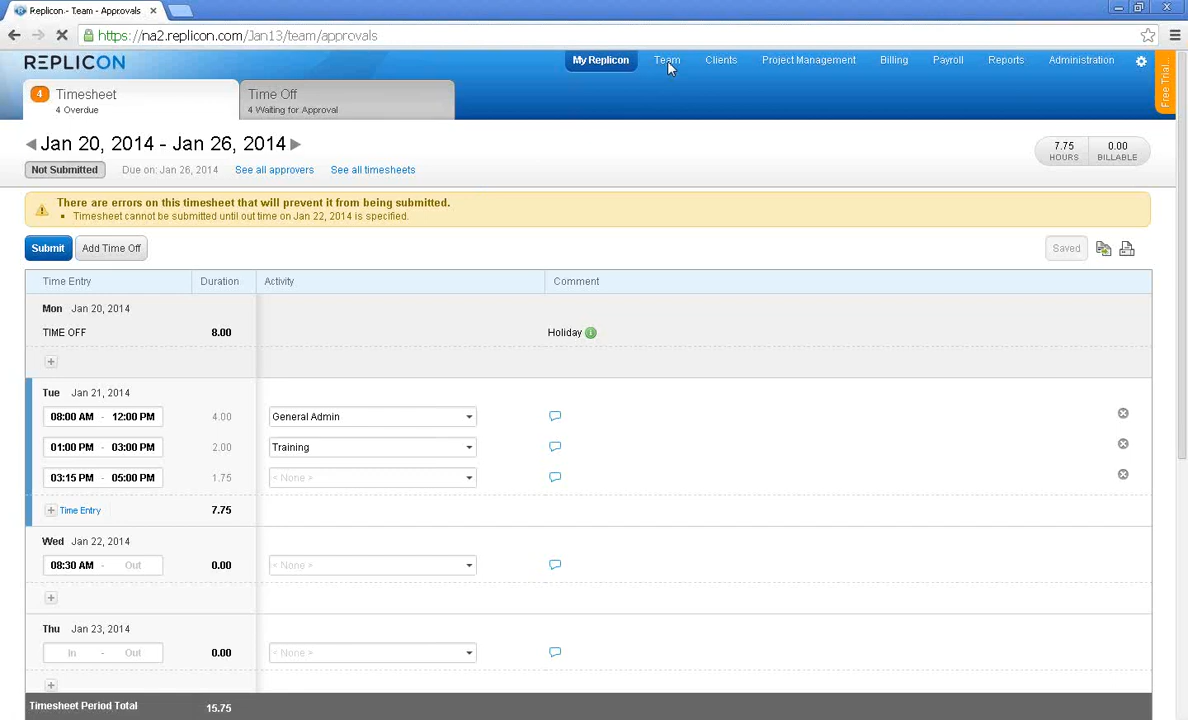 Replicon - Team - Approvals
https://na2.replicon.com/Jan13/team/approvals
REPLICON
My Replicon
Team
Clients
Project Management
Billing
Payroll
Reports
Administration
Free Trial...
4
Timesheet
4 Overdue
Time Off
4 Waiting for Approval
Jan 20, 2014 - Jan 26, 2014
7.75
HOURS
0.00
BILLABLE
Not Submitted
Due on: Jan 26, 2014
See all approvers
See all timesheets
There are errors on this timesheet that will prevent it from being submitted.
Timesheet cannot be submitted until out time on Jan 22, 2014 is specified.
Submit
Add Time Off
Saved
Time Entry
Duration
Activity
Comment
Mon Jan 20, 2014
TIME OFF
8.00
Holiday
Tue Jan 21, 2014
08:00 AM - 12:00 PM
4.00
General Admin
01:00 PM - 03:00 PM
2.00
Training
03:15 PM - 05:00 PM
1.75
< None >
+ Time Entry
7.75
Wed Jan 22, 2014
08:30 AM - Out
0.00
< None >
Thu Jan 23, 2014
In - Out
0.00
< None >
Timesheet Period Total
15.75